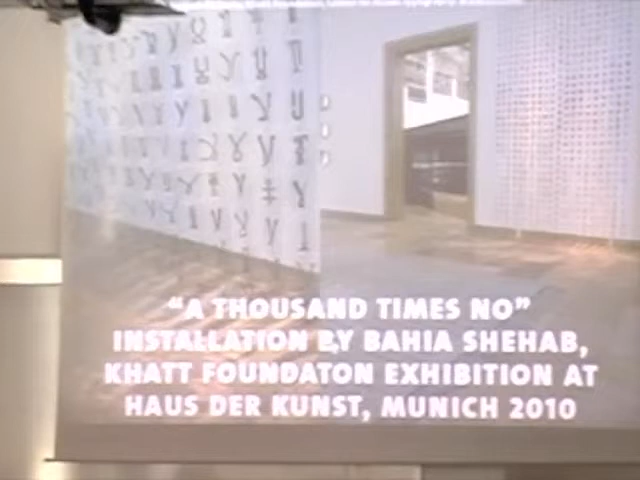 “A THOUSAND TIMES NO”
INSTALLATION BY BAHIA SHEHAB,
KHATT FOUNDATON EXHIBITION AT
HAUS DER KUNST, MUNICH 2010